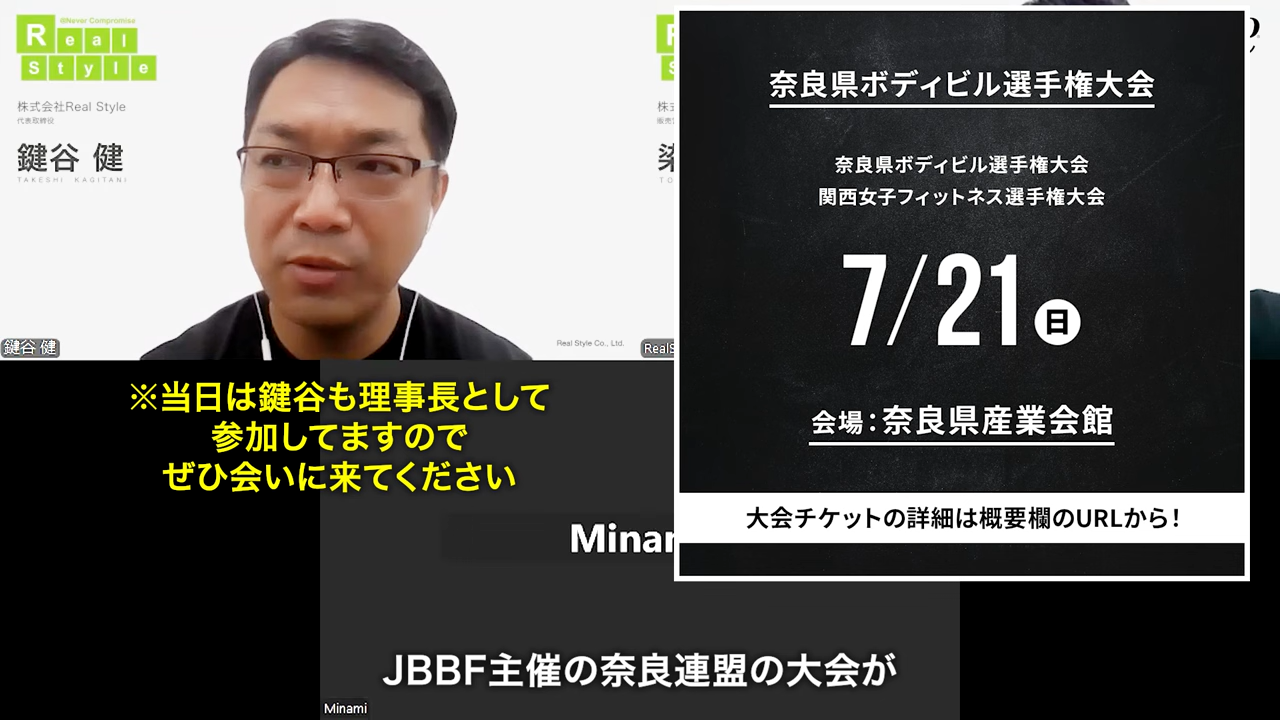 ®Never Compromise
Real
Style
株式会社Real Style
代表取締役
鍵谷 健
TAKESHI KAGITANI
Real Style Co., Ltd.
鍵谷 健
奈良県ボディビル選手権大会
奈良県ボディビル選手権大会
関西女子フィットネス選手権大会
7/21日
会場:奈良県産業会館
大会チケットの詳細は概要欄のURLから!
※当日は鍵谷も理事長として
参加してますので
ぜひ会いに来てください
JBBF主催の奈良連盟の大会が
Minami